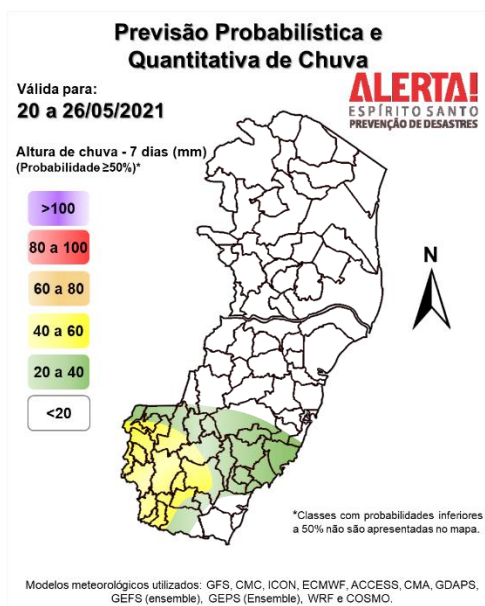 Previsão Probabilística e
Quantitativa de Chuva
Válida para:
20 a 26/05/2021
ALERTA!
ESPÍRITO SANTO
PREVENÇÃO DE DESASTRES
Altura de chuva - 7 dias (mm)
(Probabilidade ≥50%)*
>100
80 a 100
60 a 80
40 a 60
20 a 40
<20
N
*Classes com probabilidades inferiores
a 50% não são apresentadas no mapa.
Modelos meteorológicos utilizados: GFS, CMC, ICON, ECMWF, ACCESS, CMA, GDAPS,
GEFS (ensemble), GEPS (Ensemble), WRF e COSMO.